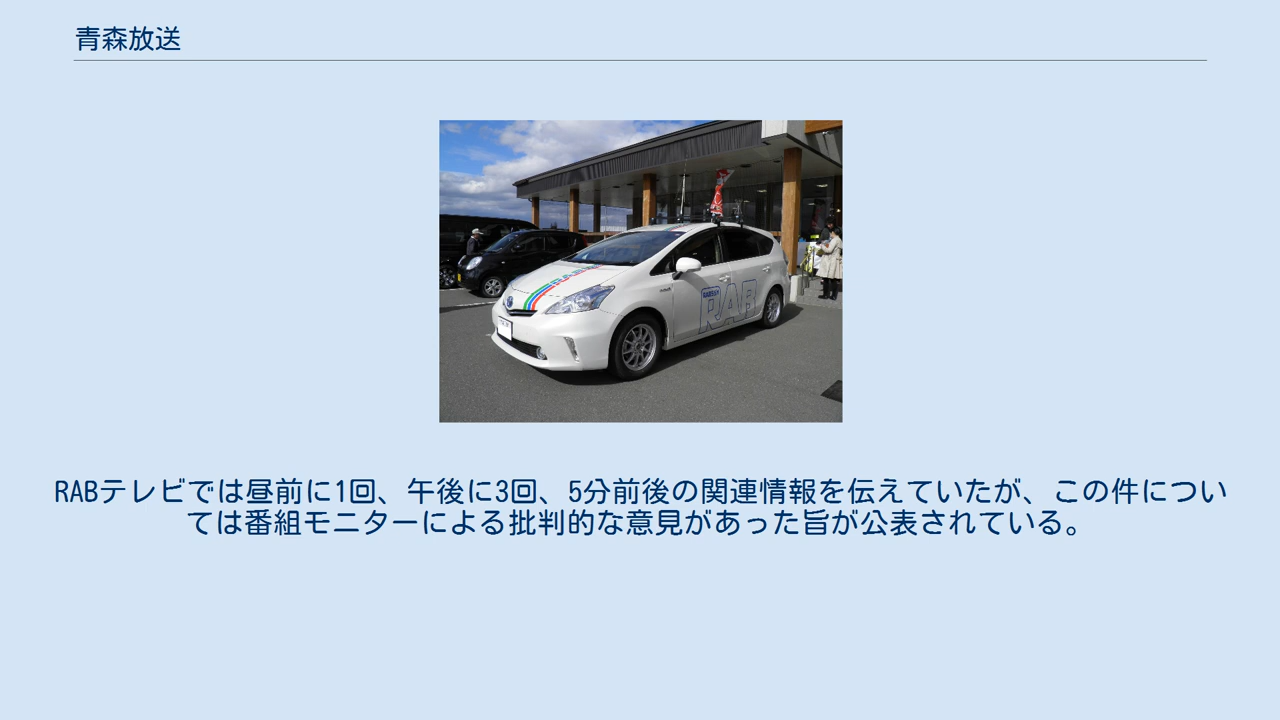 青森放送
RAB
RAB
RABテレビでは昼前に1回、午後に3回、5分前後の関連情報を伝えていたが、この件につい
ては番組モニターによる批判的な意見があった旨が公表されている。